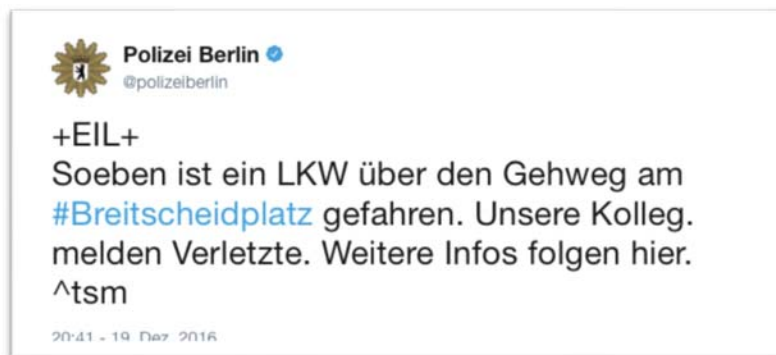 Polizei Berlin
@polizeiberlin
+EIL+
Soeben ist ein LKW über den Gehweg am
#Breitscheidplatz gefahren. Unsere Kolleg.
melden Verletzte. Weitere Infos folgen hier.
^tsm
20:41 - 19. Dez. 2016